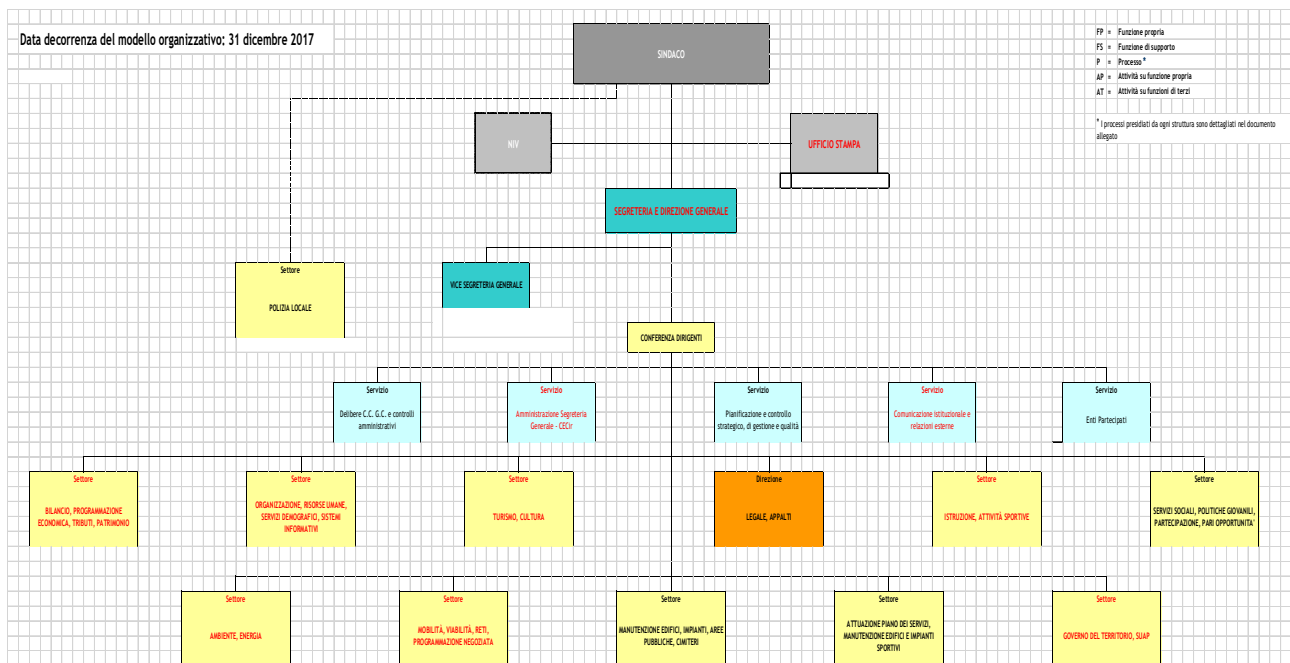 Data decorrenza del modello organizzativo: 31 dicembre 2017
SINDACO
FP = Funzione propria
FS = Funzione di supporto
P = Processo *
AP = Attività su funzione propria
AT = Attività su funzioni di terzi
* I processi presidiati da ogni struttura sono dettagliati nel documento
allegato
NIV
UFFICIO STAMPA
SEGRETERIA E DIREZIONE GENERALE
Settore
POLIZIA LOCALE
VICE SEGRETERIA GENERALE
CONFERENZA DIRIGENTI
Servizio
Delibere C.C. G.C. e controlli
amministrativi
Servizio
Amministrazione Segreteria
Generale - CECir
Servizio
Planificazione e controllo
strategico, di gestione e qualità
Servizio
Comunicazione istituzionale e
relazioni esterne
Servizio
Enti Partecipati
Settore
BILANCIO, PROGRAMMAZIONE
ECONOMICA, TRIBUTI, PATRIMONIO
Settore
ORGANIZZAZIONE, RISORSE UMANE,
SERVIZI DEMOGRAFICI, SISTEMI
INFORMATIVI
Settore
TURISMO, CULTURA
Direzione
LEGALE, APPALTI
Settore
ISTRUZIONE, ATTIVITÀ SPORTIVE
Settore
SERVIZI SOCIALI, POLITICHE GIOVANILI,
PARTECIPAZIONE, PARI OPPORTUNITA'
Settore
AMBIENTE, ENERGIA
Settore
MOBILITÀ, VIABILITÀ, RETI,
PROGRAMMAZIONE NEGOZIATA
Settore
MANUTENZIONE EDIFICI, IMPIANTI, AREE
PUBBLICHE, CIMITERI
Settore
ATTUAZIONE PIANO DEI SERVIZI,
MANUTENZIONE EDIFICI E IMPIANTI
SPORTIVI
Settore
GOVERNO DEL TERRITORIO, SUAP